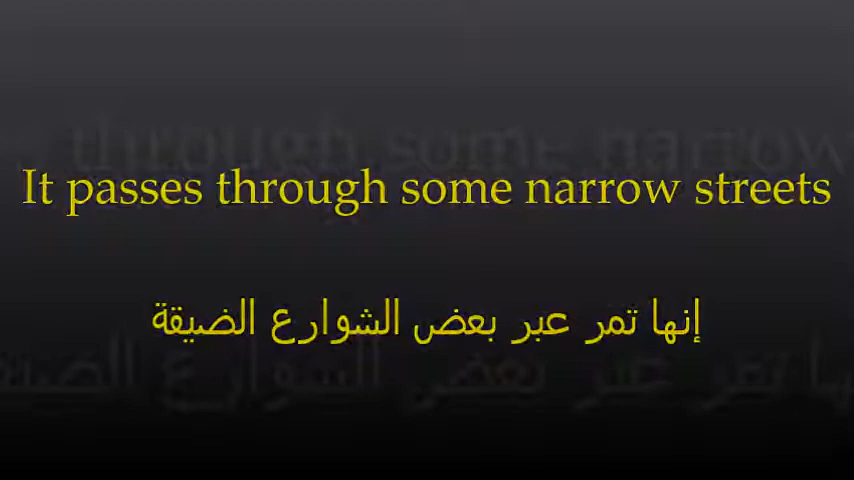 It passes through some narrow streets
إنها تمر عبر بعض الشوارع الضيقة